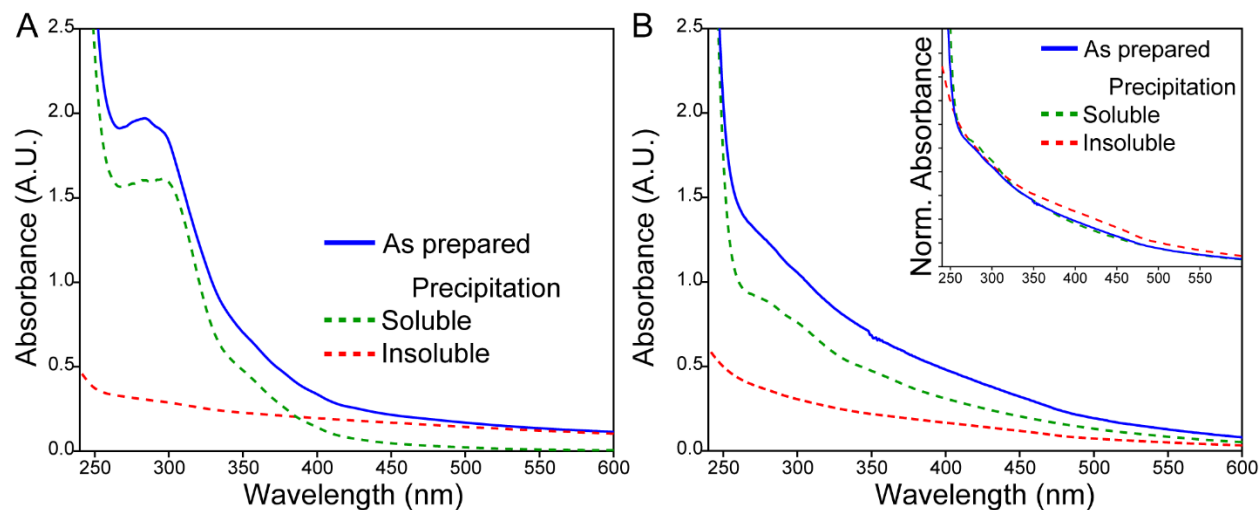 A
2.5
2.0
1.5
1.0
0.5
0.0
Absorbance (A.U.)
As prepared
Precipitation
Soluble
Insoluble
250 300 350 400 450 500 550 600
Wavelength (nm)
B
2.5
2.0
1.5
1.0
0.5
0.0
Absorbance (A.U.)
Norm. Absorbance
As prepared
Precipitation
Soluble
Insoluble
250 300 350 400 450 500 550
250 300 350 400 450 500 550 600
Wavelength (nm)